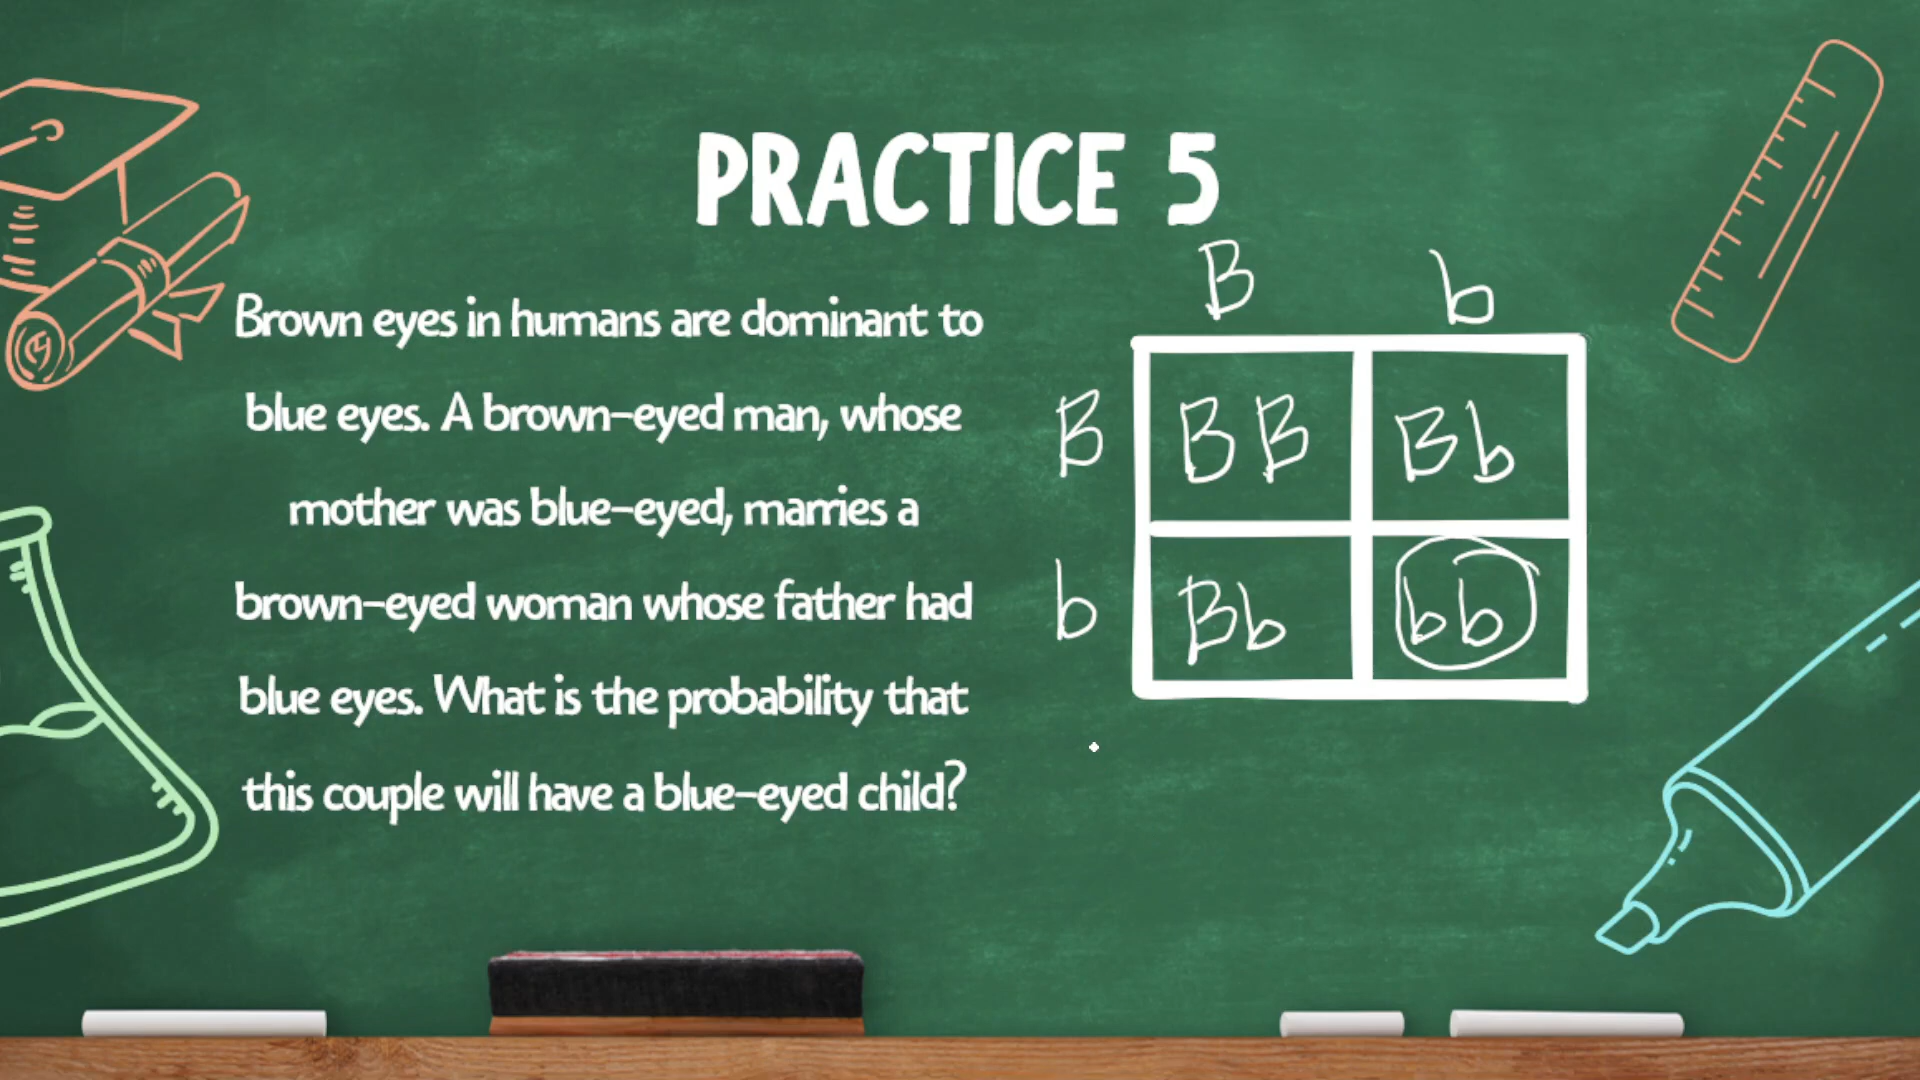 PRACTICE 5
Brown eyes in humans are dominant to
blue eyes. A brown-eyed man, whose
mother was blue-eyed, marries a
brown-eyed woman whose father had
blue eyes. What is the probability that
this couple will have a blue-eyed child?
B b
B BB Bb
b Bb bb